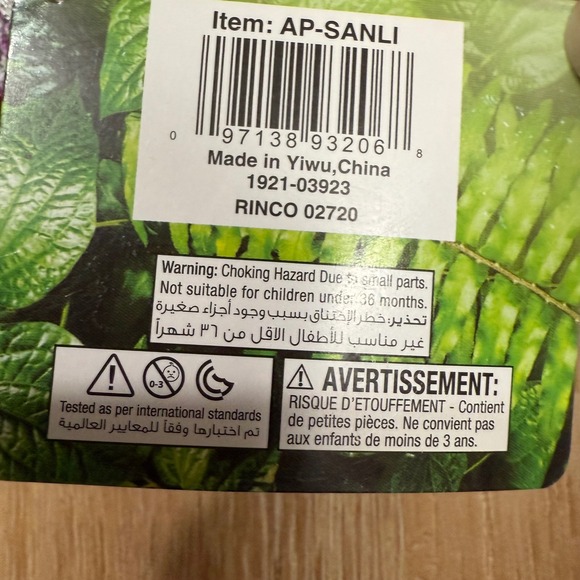 Item: AP-SANLI
0 97138 93206 8
Made in Yiwu,China
1921-03923
RINCO 02720
Warning: Choking Hazard Due to small parts.
Not suitable for children under 36 months.
تحذير: خطر الإختناق بسبب وجود أجزاء صغيرة
غير مناسب للأطفال الاقل من ٣٦ شهراً
0-3
Tested as per international standards
تم اختبارها وفقاً للمعايير العالمية
AVERTISSEMENT:
RISQUE D'ETOUFFEMENT - Contient
de petites pièces. Ne convient pas
aux enfants de moins de 3 ans.